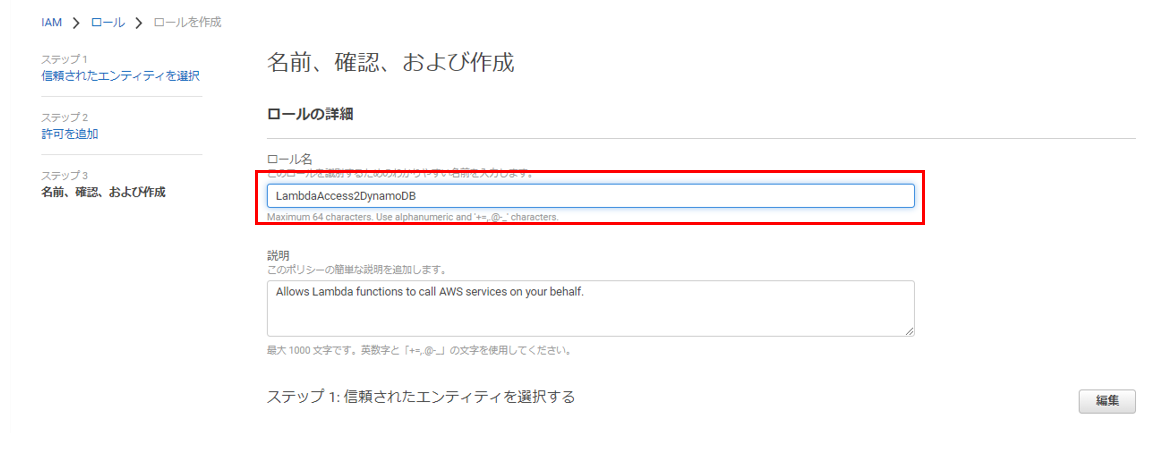 IAM > ロール > ロールを作成
ステップ 1
信頼されたエンティティを選択
ステップ 2
許可を追加
ステップ 3
名前、確認、および作成
名前、確認、および作成
ロールの詳細
ロール名
このロールを識別するためのわかりやすい名前を入力します。
LambdaAccess2DynamoDB
Maximum 64 characters. Use alphanumeric and '+=,.@-_' characters.
説明
このポリシーの簡単な説明を追加します。
Allows Lambda functions to call AWS services on your behalf.
最大 1000 文字です。英数字と「+=,.@-_」の文字を使用してください。
ステップ 1: 信頼されたエンティティを選択する
編集